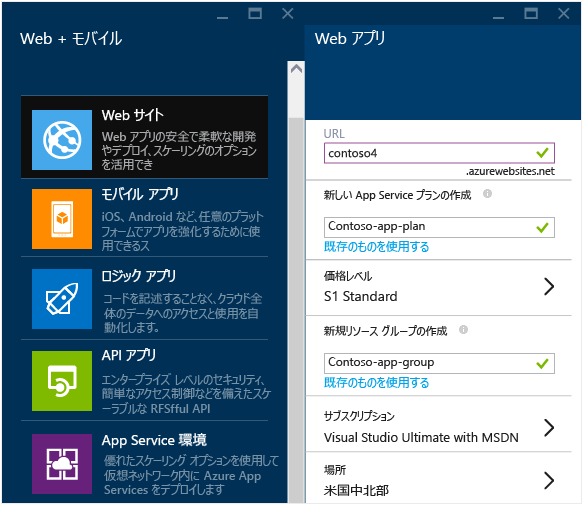 Web + モバイル
Web サイト
Web アプリの安全で柔軟な開発
やデプロイ、スケーリングのオプション
を活用でき
モバイル アプリ
iOS、Android など、任意のプラット
フォームでアプリを強化するために使
用できるス
ロジック アプリ
コードを記述することなく、クラウド全
体のデータへのアクセスと使用を自
動化します。
API アプリ
エンタープライズ レベルのセキュリティ、
簡単なアクセス制御などを備えたスケ
ーラブルな RFSfful API
App Service 環境
優れたスケーリング オプションを使用して
仮想ネットワーク内に Azure App
Services をデプロイします
Web アプリ
URL
contoso4
.azurewebsites.net
新しい App Service プランの作成
Contoso-app-plan
既存のものを使用する
価格レベル
S1 Standard
新規リソース グループの作成
Contoso-app-group
既存のものを使用する
サブスクリプション
Visual Studio Ultimate with MSDN
場所
米国中北部